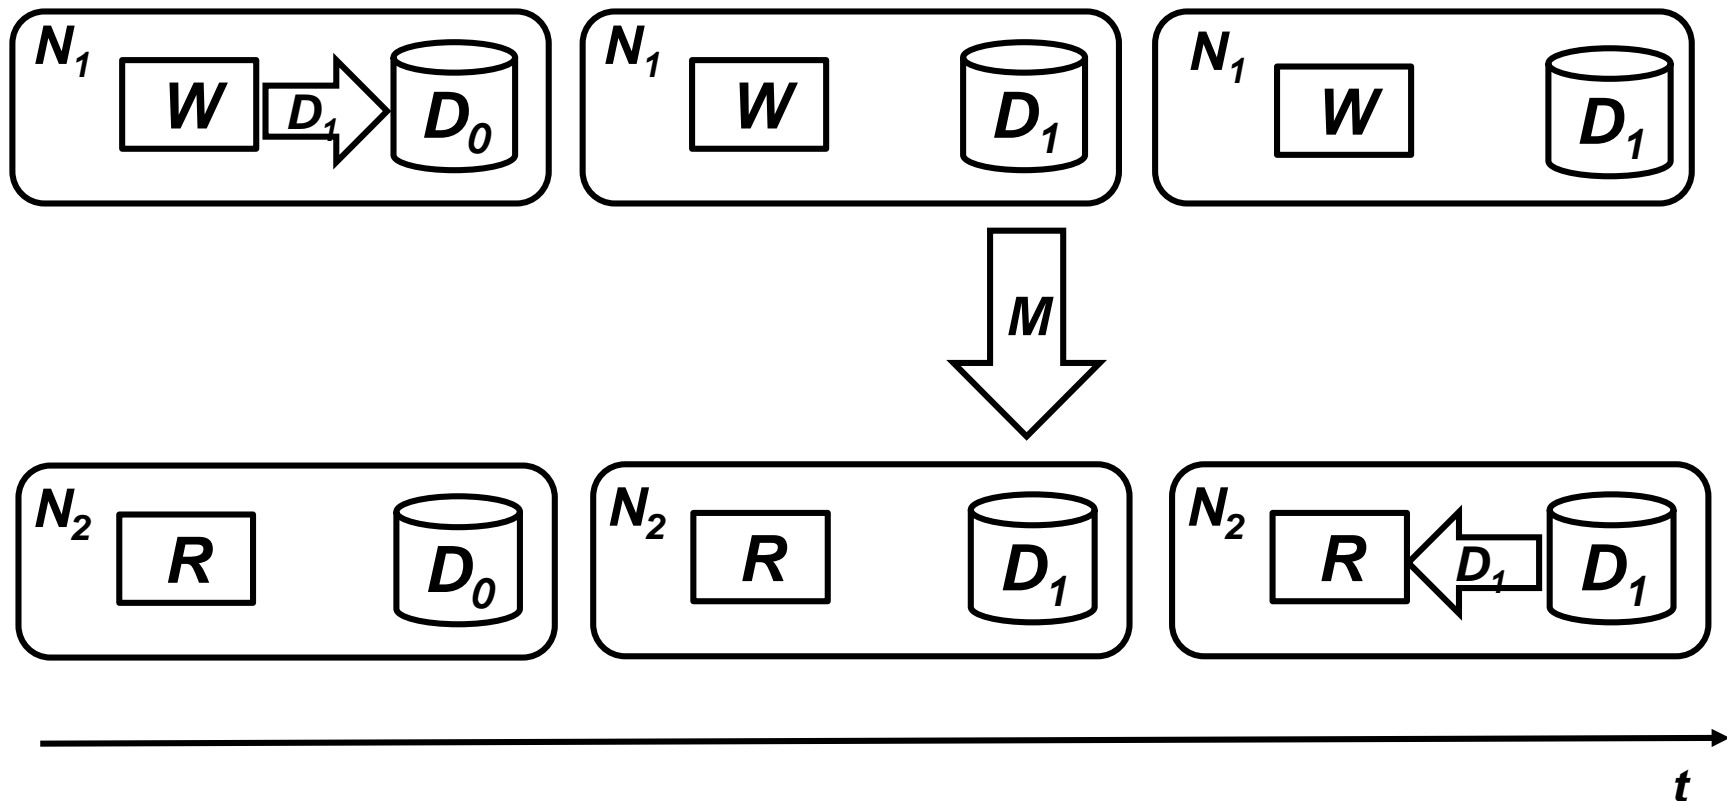 N₁ W D₁ D₀
N₁ W D₁
N₁ W D₁
M
N₂ R D₀
N₂ R D₁
N₂ R D₁ D₁
t